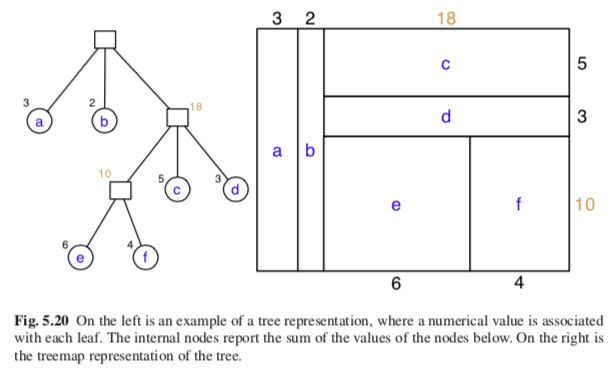 3 2 18
c 5
d 3
a b
e f 10
6 4
3 a
2 b
18
10
5 c
3 d
6 e
4 f
Fig. 5.20 On the left is an example of a tree representation, where a numerical value is associated
with each leaf. The internal nodes report the sum of the values of the nodes below. On the right is
the treemap representation of the tree.